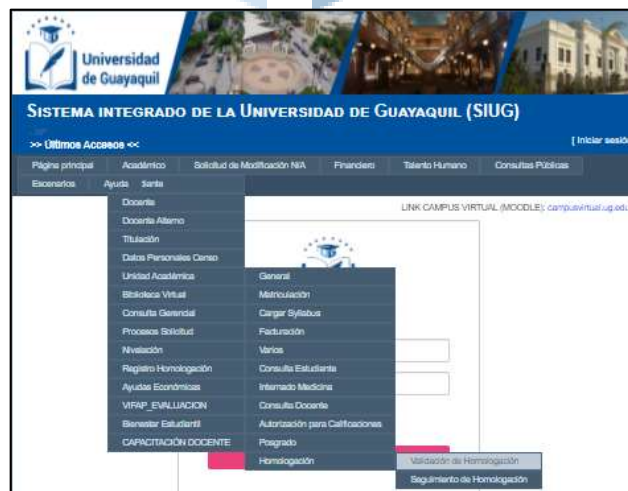 Universidad
de Guayaquil
SISTEMA INTEGRADO DE LA UNIVERSIDAD DE GUAYAQUIL (SIUG)
>> Últimos Accesos <<
[ Iniciar sesión
Página principal Académico Solicitud de Modificación N/A Financiero Talento Humano Consultas Públicas
Escenarios Ayuda
LINK CAMPUS VIRTUAL (MOODLE): campusvirtual.ug.edu
Docente
Docente Alterno
Titulación
Datos Personales Censo
Unidad Académica
Biblioteca Virtual
Consulta Gerencial
Procesos Solicitud
Nivelación
Registro Homologación
Ayudas Económicas
VIFAP_EVALUACION
Bienestar Estudiantil
CAPACITACIÓN DOCENTE
General
Matriculación
Cargar Syllabus
Facturación
Varios
Consulta Estudiante
Internado Medicina
Consulta Docente
Autorización para Calificaciones
Posgrado
Homologación
Validación de Homologación
Seguimiento de Homologación